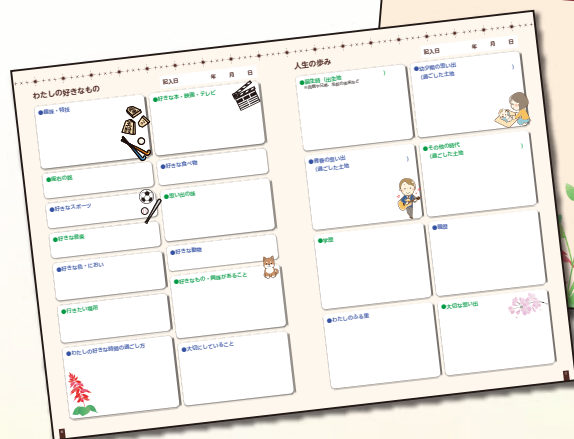 わたしの好きなもの
記入日　年　月　日
●趣味・特技
●好きな本・映画・テレビ
●座右の銘
●好きな食べ物
●好きなスポーツ
●思い出の味
●好きな音楽
●好きな動物
●好きな色・におい
●好きなもの・興味があること
●行きたい場所
●わたしの好きな時間の過ごし方
●大切にしていること
人生の歩み
記入日　年　月　日
●誕生時（出生地　）
●幼少期の思い出
（過ごした土地　）
●青春の思い出
（過ごした土地　）
●その他の時代
（過ごした土地　）
●学歴
●職歴
●わたしのふる里
●大切な思い出